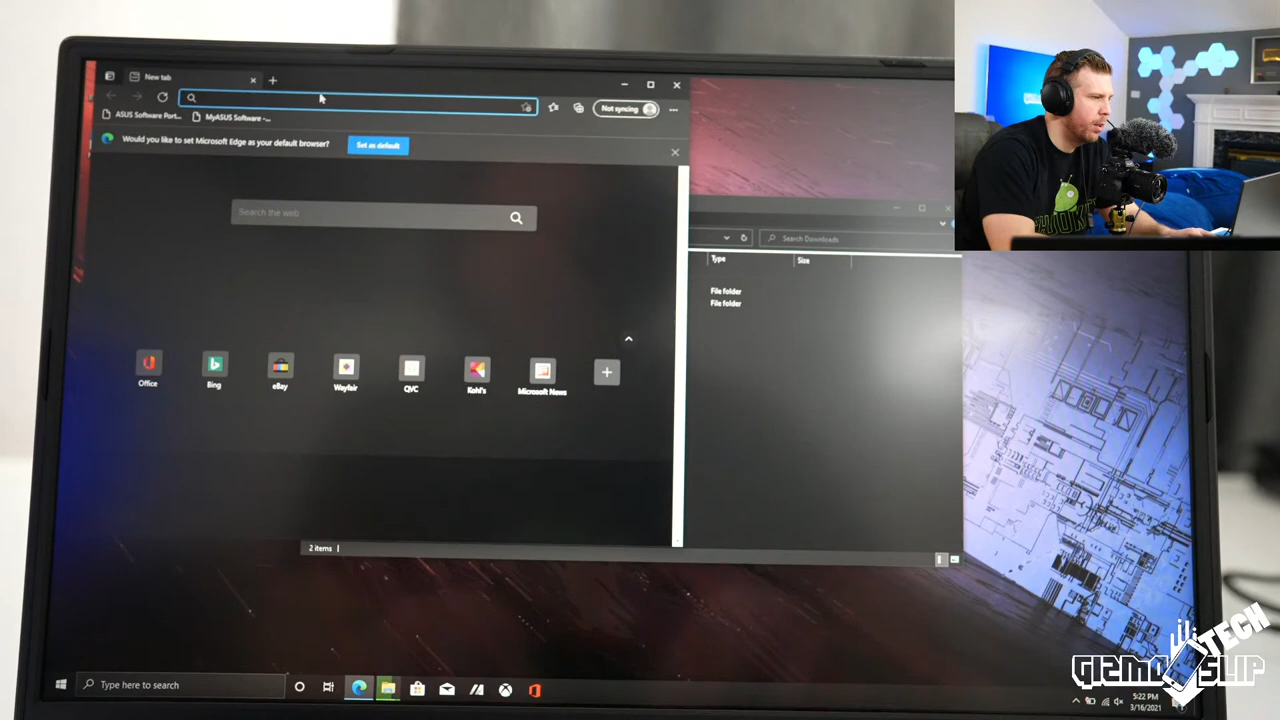 New tab
Not syncing
ASUS Software Port...
MyASUS Software -...
Would you like to set Microsoft Edge as your default browser?
Set as default
Search the web
Search Downloads
Type
Size
File folder
File folder
Office
Bing
eBay
Wayfair
QVC
Kohl's
Microsoft News
2 items
Type here to search
5:22 PM
3/16/2021
TECH
GIZMO SLIP